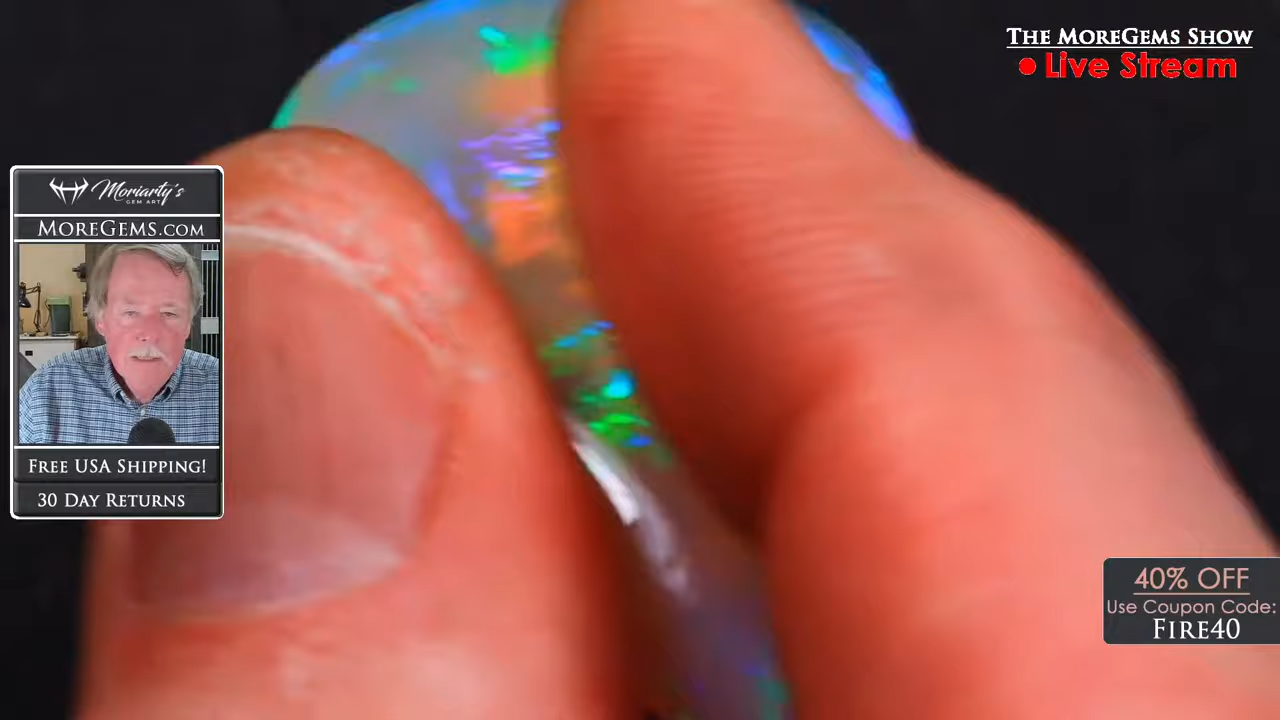 The MoreGems Show
Live Stream
Moriarty's
GEM ART
MoreGems.com
Free USA Shipping!
30 Day Returns
40% OFF
Use Coupon Code:
Fire40